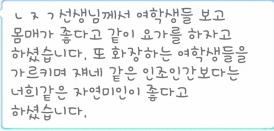 ㄴㅈㄱ선생님께서 여학생들 보고
몸매가 좋다고 같이 요가를 하자고
하셨습니다. 또 화장하는 여학생들을
가르키며 쟤네 같은 인조인간보다는
너희같은 자연미인이 좋다고
하셨습니다.